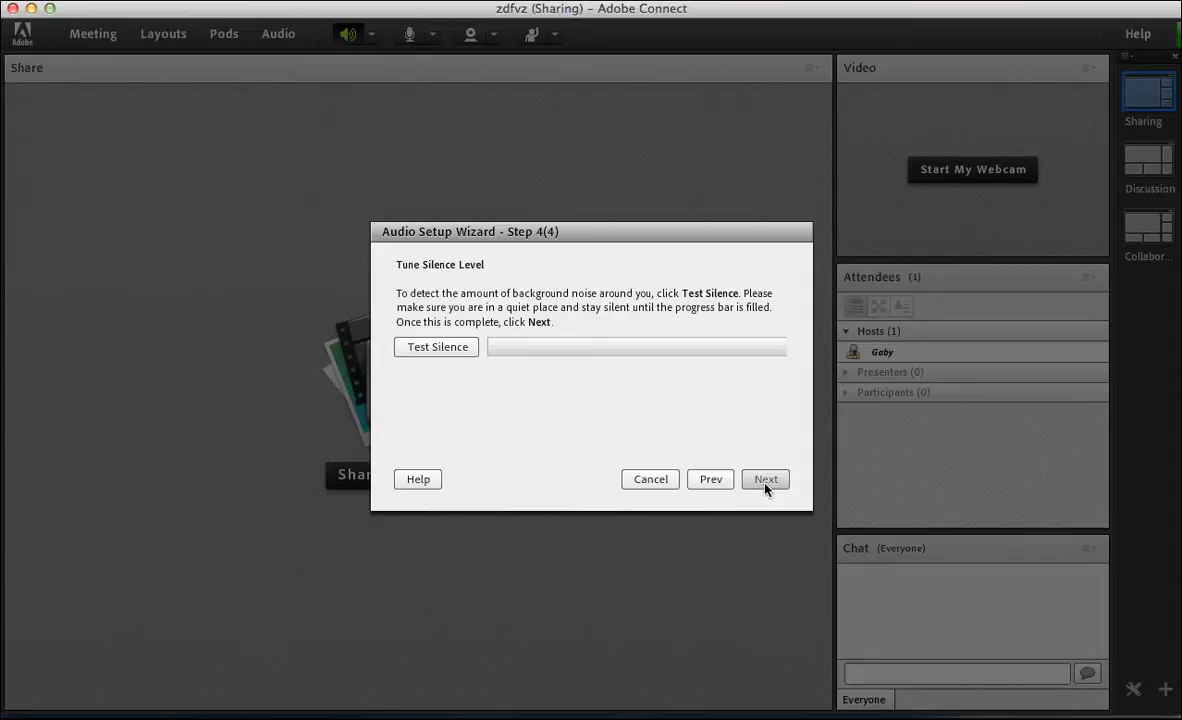 zdfvz (Sharing) – Adobe Connect
Adobe
Meeting
Layouts
Pods
Audio
Help
Share
Video
Start My Webcam
Sharing
Discussion
Collabor...
Audio Setup Wizard - Step 4(4)
Tune Silence Level
To detect the amount of background noise around you, click Test Silence. Please
make sure you are in a quiet place and stay silent until the progress bar is filled.
Once this is complete, click Next.
Test Silence
Help
Cancel
Prev
Next
Shar
Attendees (1)
Hosts (1)
Gaby
Presenters (0)
Participants (0)
Chat (Everyone)
Everyone